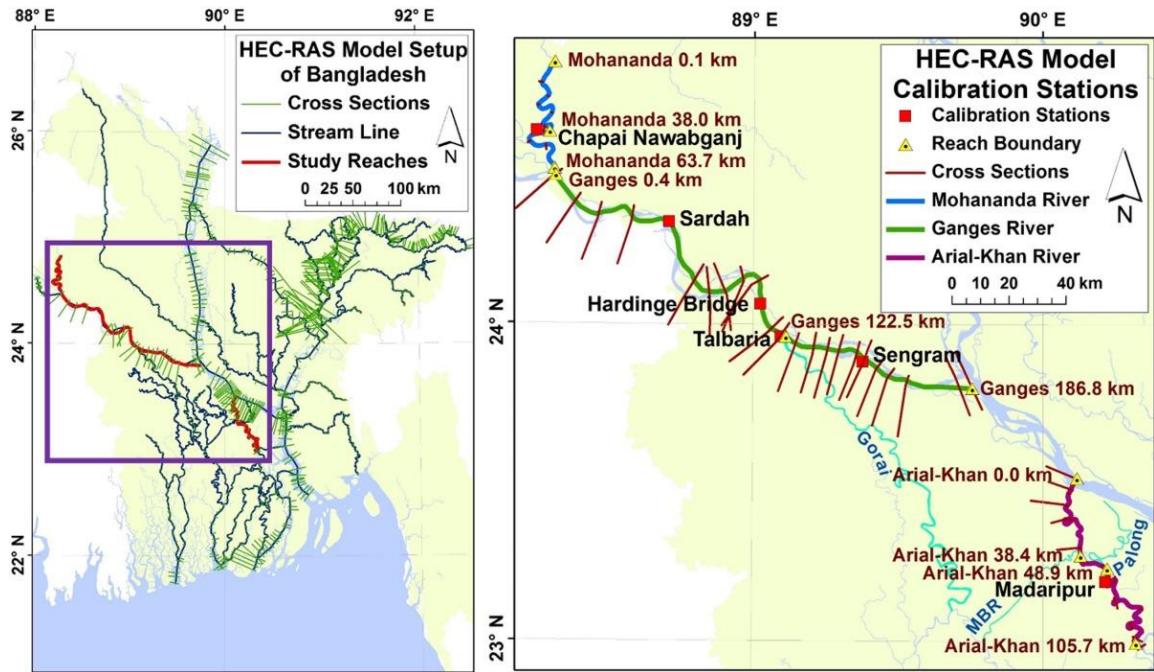 88° E
90° E
92° E
26° N
24° N
22° N
HEC-RAS Model Setup
of Bangladesh
Cross Sections
Stream Line
Study Reaches
N
0 25 50 100 km
89° E
90° E
24° N
23° N
HEC-RAS Model
Calibration Stations
Calibration Stations
Reach Boundary
Cross Sections
Mohananda River
Ganges River
Arial-Khan River
N
0 10 20 40 km
Mohananda 0.1 km
Mohananda 38.0 km
Chapai Nawabganj
Mohananda 63.7 km
Ganges 0.4 km
Sardah
Hardinge Bridge
Ganges 122.5 km
Talbaria
Sengram
Ganges 186.8 km
Gorai
Arial-Khan 0.0 km
Arial-Khan 38.4 km
Arial-Khan 48.9 km
Palong
Madaripur
MBR
Arial-Khan 105.7 km